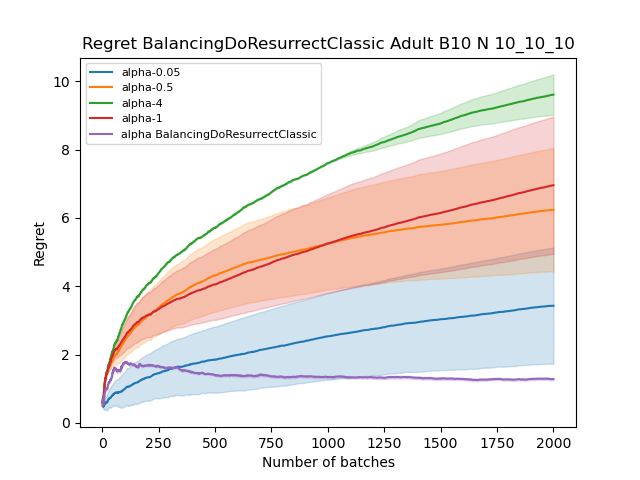 Regret BalancingDoResurrectClassic Adult B10 N 10_10_10
alpha-0.05
alpha-0.5
alpha-4
alpha-1
alpha BalancingDoResurrectClassic
Regret
10
8
6
4
2
0
0 250 500 750 1000 1250 1500 1750 2000
Number of batches